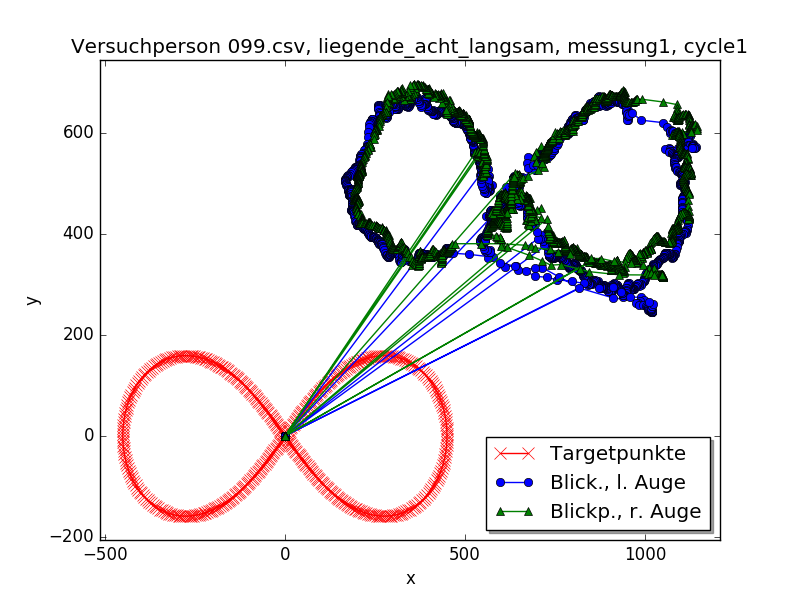 Versuchperson 099.csv, liegende_acht_langsam, messung1, cycle1
y
600
400
200
0
−200
−500
0
500
1000
x
Targetpunkte
Blick., l. Auge
Blickp., r. Auge